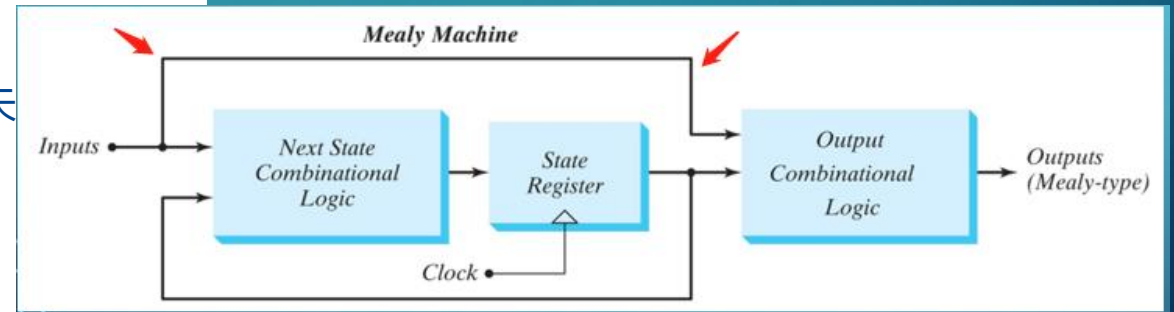 Mealy Machine
Inputs
Next State
Combinational
Logic
State
Register
Clock
Output
Combinational
Logic
Outputs
(Mealy-type)